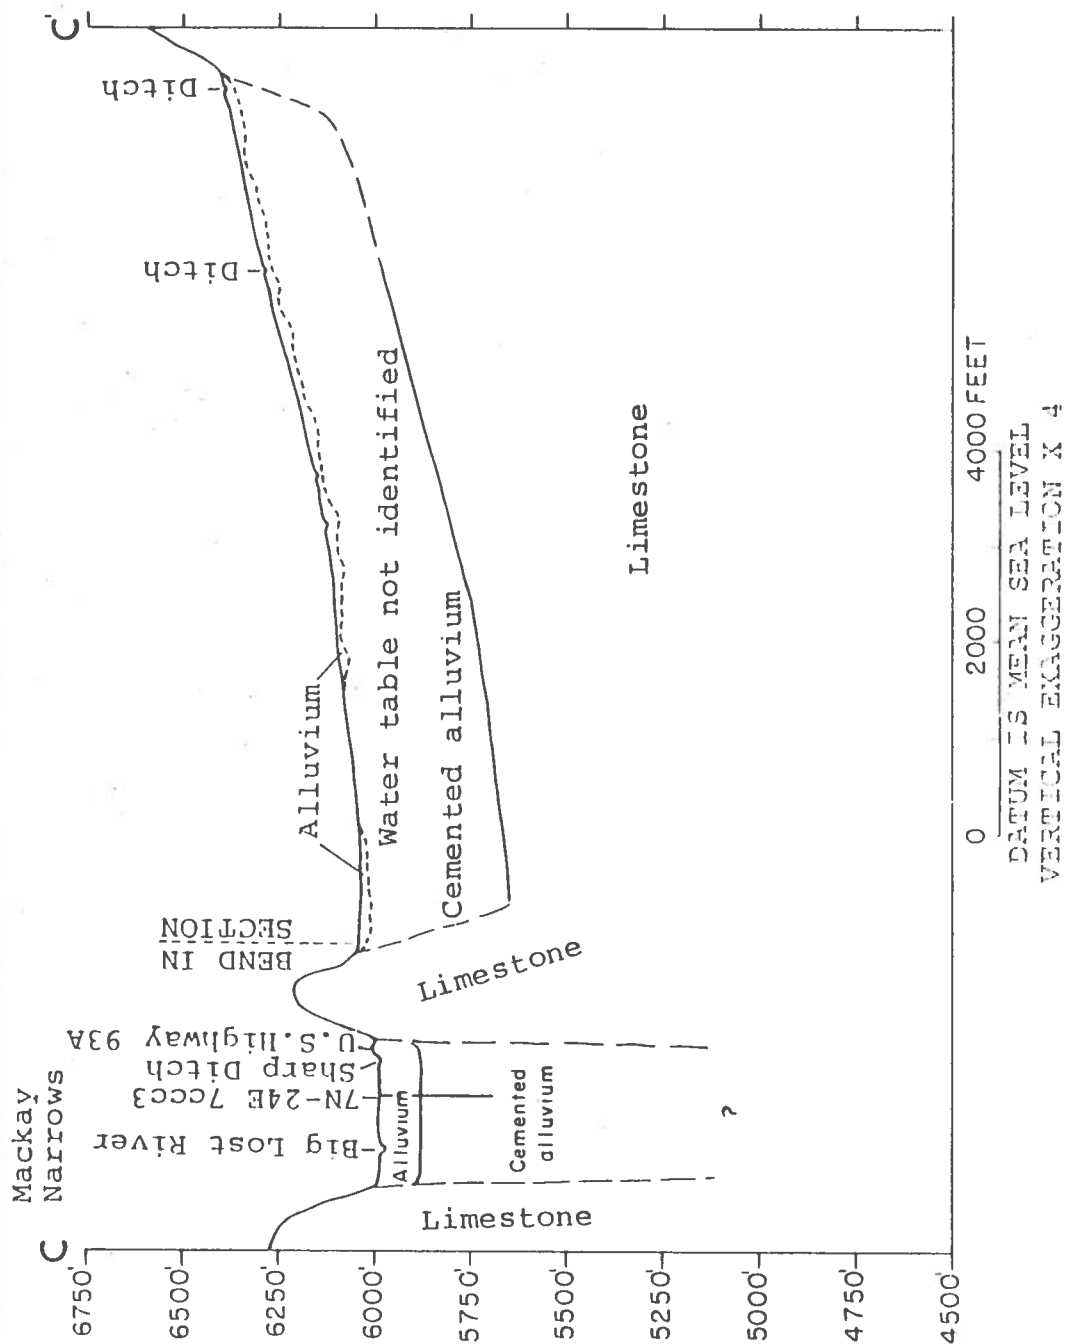 C
C'
Mackay
Narrows
Big Lost River
7N-24E 7ccc3
Sharp Ditch
U.S. Highway 93A
BEND IN
SECTION
Ditch
Ditch
Alluvium
Water table not identified
Cemented alluvium
Limestone
Limestone
Limestone
Alluvium
Cemented
alluvium
?
6750'
6500'
6250'
6000'
5750'
5500'
5250'
5000'
4750'
4500'
0 2000 4000 FEET
DATUM IS MEAN SEA LEVEL
VERTICAL EXAGGERATION X 4